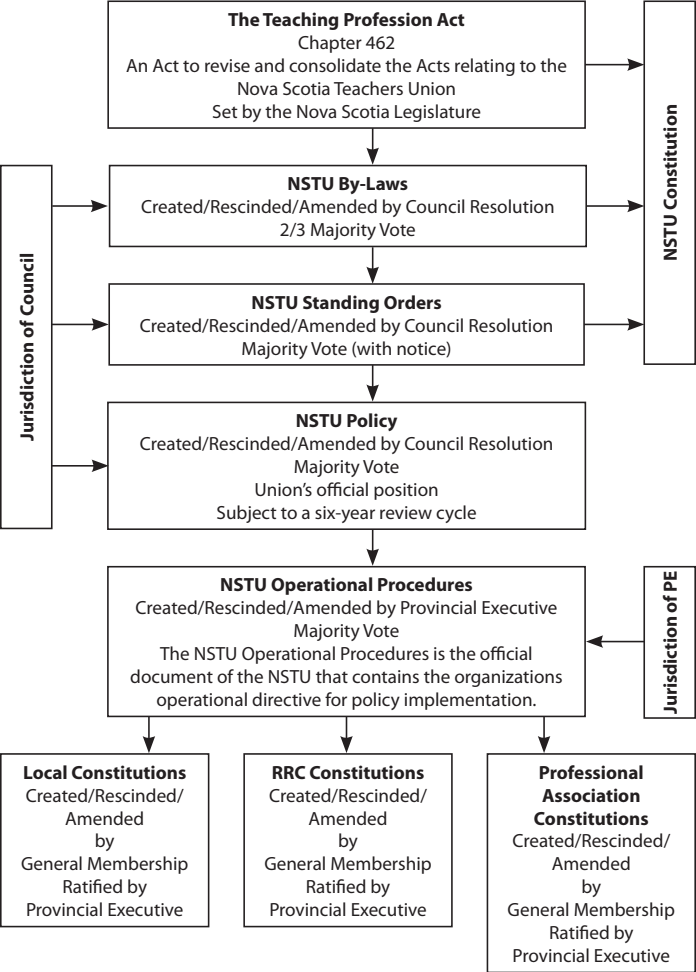 The Teaching Profession Act
Chapter 462
An Act to revise and consolidate the Acts relating to the
Nova Scotia Teachers Union
Set by the Nova Scotia Legislature
NSTU Constitution
Jurisdiction of Council
NSTU By-Laws
Created/Rescinded/Amended by Council Resolution
2/3 Majority Vote
NSTU Standing Orders
Created/Rescinded/Amended by Council Resolution
Majority Vote (with notice)
NSTU Policy
Created/Rescinded/Amended by Council Resolution
Majority Vote
Union's official position
Subject to a six-year review cycle
NSTU Operational Procedures
Created/Rescinded/Amended by Provincial Executive
Majority Vote
The NSTU Operational Procedures is the official
document of the NSTU that contains the organizations
operational directive for policy implementation.
Jurisdiction of PE
Local Constitutions
Created/Rescinded/
Amended
by
General Membership
Ratified by
Provincial Executive
RRC Constitutions
Created/Rescinded/
Amended
by
General Membership
Ratified by
Provincial Executive
Professional
Association
Constitutions
Created/Rescinded/
Amended
by
General Membership
Ratified by
Provincial Executive